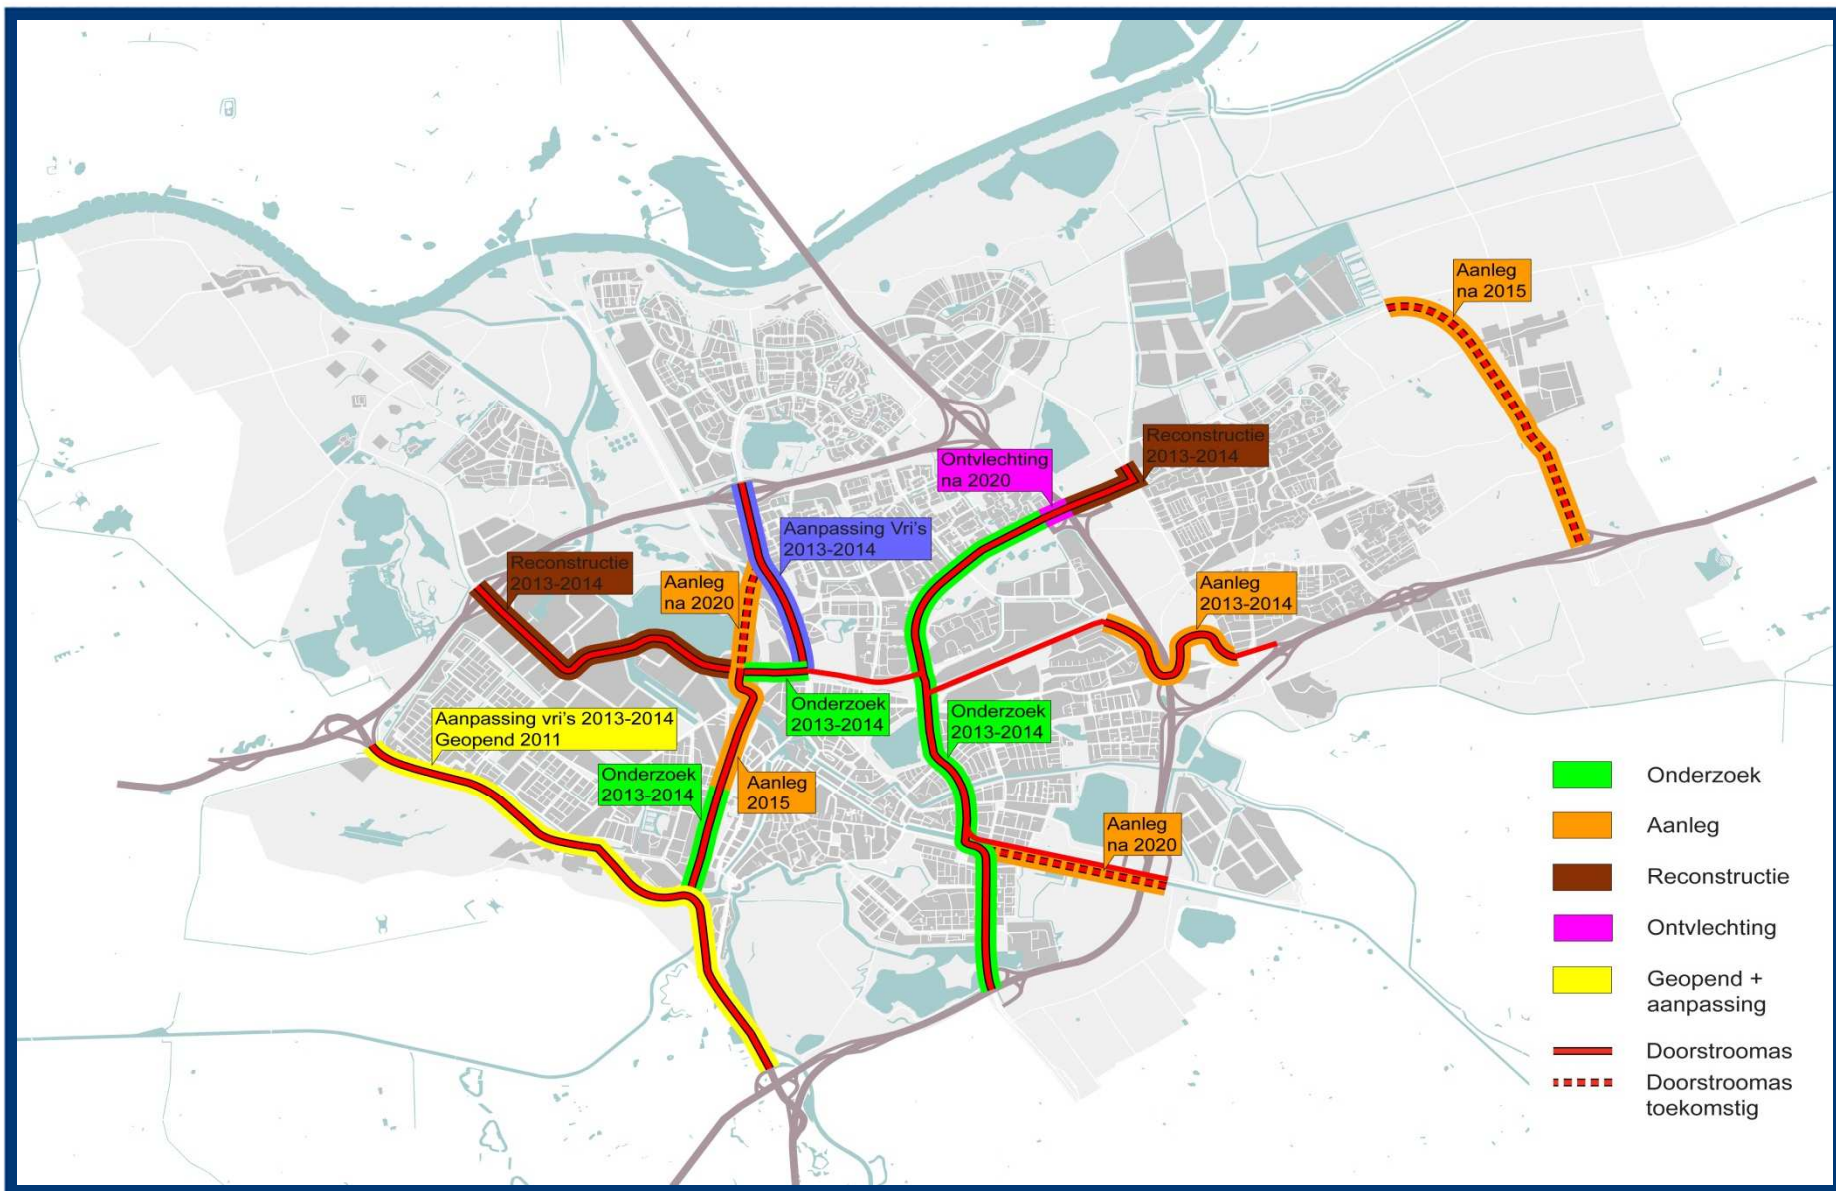 Aanleg
na 2015
Reconstructie
2013-2014
Ontvlechting
na 2020
Aanpassing Vri's
2013-2014
Reconstructie
2013-2014
Aanleg
na 2020
Aanleg
2013-2014
Onderzoek
2013-2014
Onderzoek
2013-2014
Aanpassing vri's 2013-2014
Geopend 2011
Onderzoek
2013-2014
Aanleg
2015
Aanleg
na 2020
Onderzoek
Aanleg
Reconstructie
Ontvlechting
Geopend +
aanpassing
Doorstroomas
Doorstroomas
toekomstig